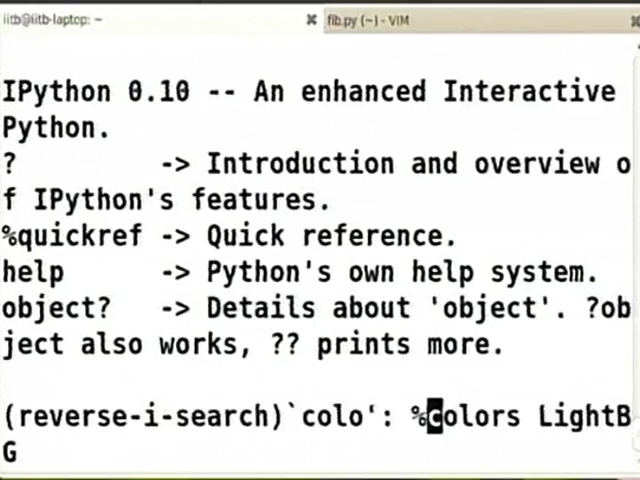 iitb@iitb-laptop: ~
fib.py (~) - VIM
IPython 0.10 -- An enhanced Interactive
Python.
?         -> Introduction and overview o
f IPython's features.
%quickref -> Quick reference.
help      -> Python's own help system.
object?   -> Details about 'object'. ?ob
ject also works, ?? prints more.
(reverse-i-search)`colo': %colors LightB
G